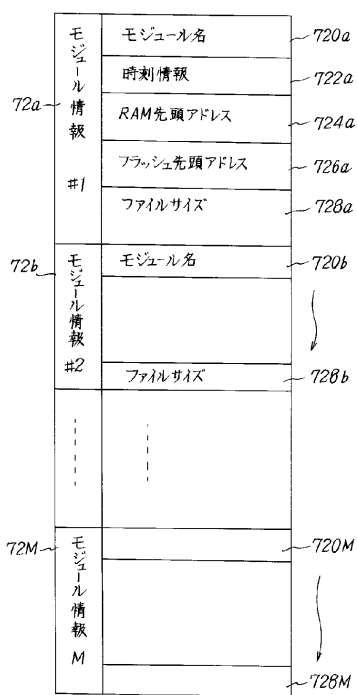 モジュール情報 #1
72a
モジュール名
720a
時刻情報
722a
RAM先頭アドレス
724a
フラッシュ先頭アドレス
726a
ファイルサイズ
728a
モジュール情報 #2
72b
モジュール名
720b
ファイルサイズ
728b
モジュール情報 M
72M
720M
728M